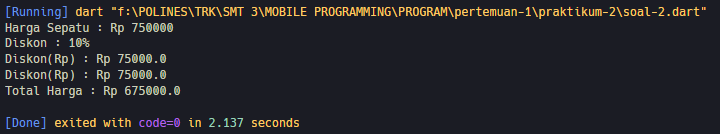 [Running] dart "f:\POLINES\TRK\SMT 3\MOBILE PROGRAMMING\PROGRAM\pertemuan-1\praktikum-2\soal-2.dart"
Harga Sepatu : Rp 750000
Diskon : 10%
Diskon(Rp) : Rp 75000.0
Diskon(Rp) : Rp 75000.0
Total Harga : Rp 675000.0
[Done] exited with code=0 in 2.137 seconds